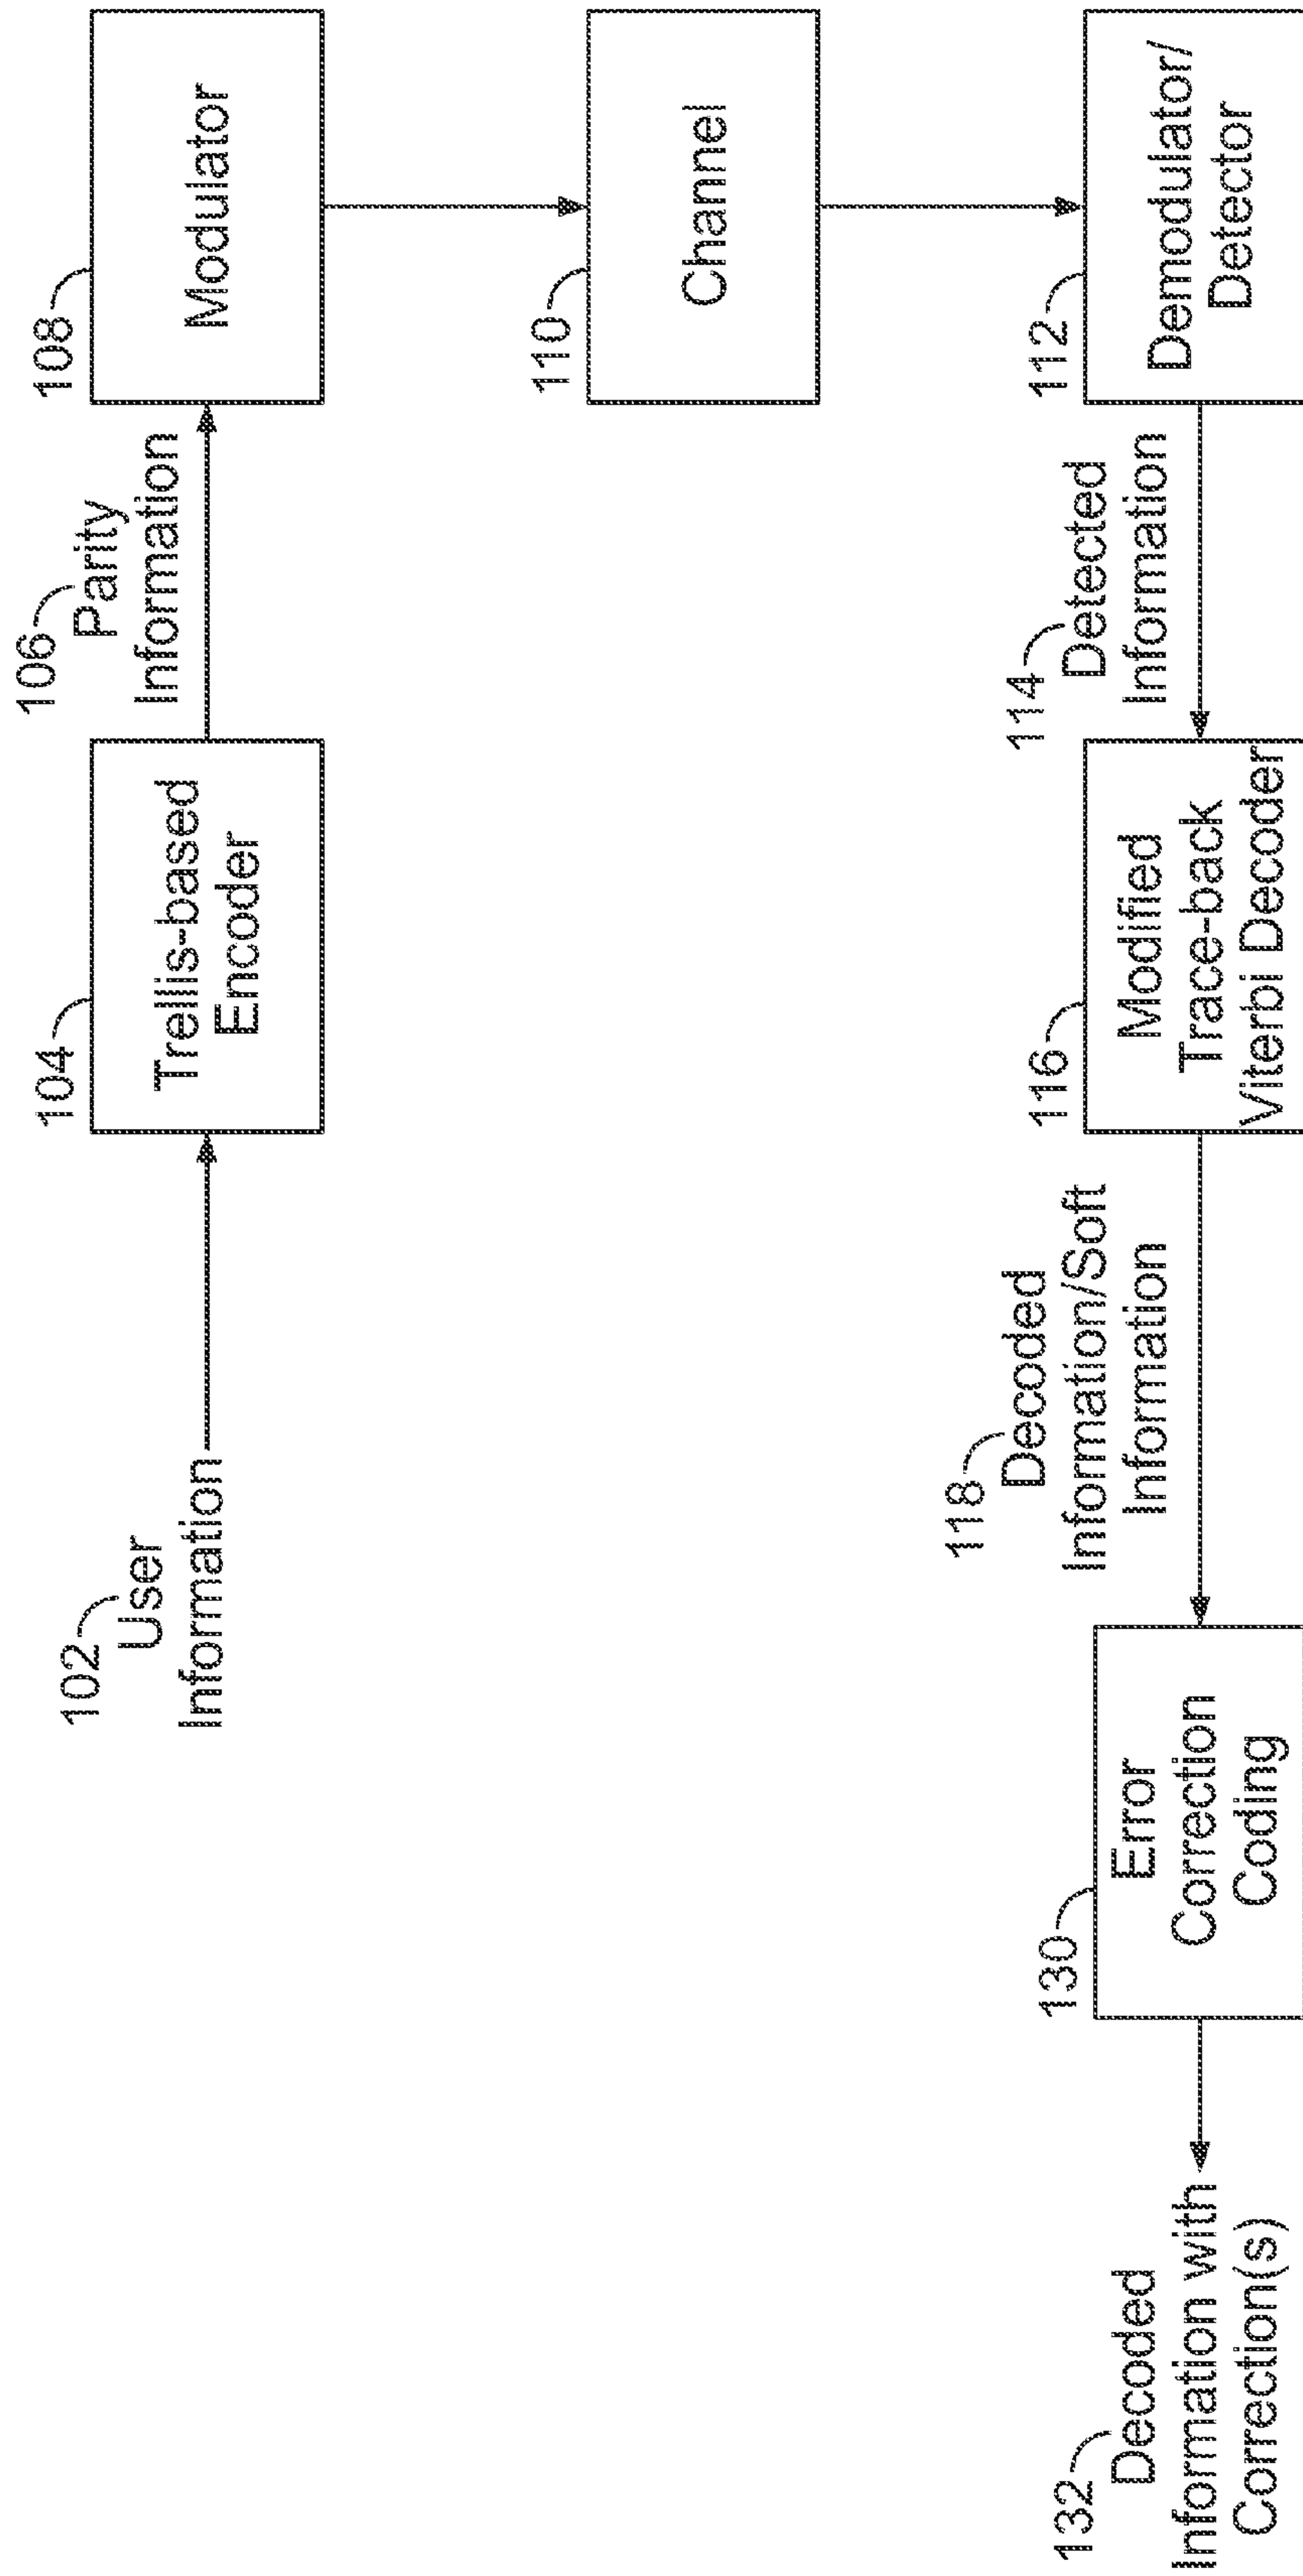 102
User
Information
104
Trellis-based
Encoder
106
Parity
Information
108
Modulator
110
Channel
112
Demodulator/
Detector
114
Detected
Information
116
Modified
Trace-back
Viterbi Decoder
118
Decoded
Information/Soft
Information
130
Error
Correction
Coding
132
Decoded
Information with
Correction(s)